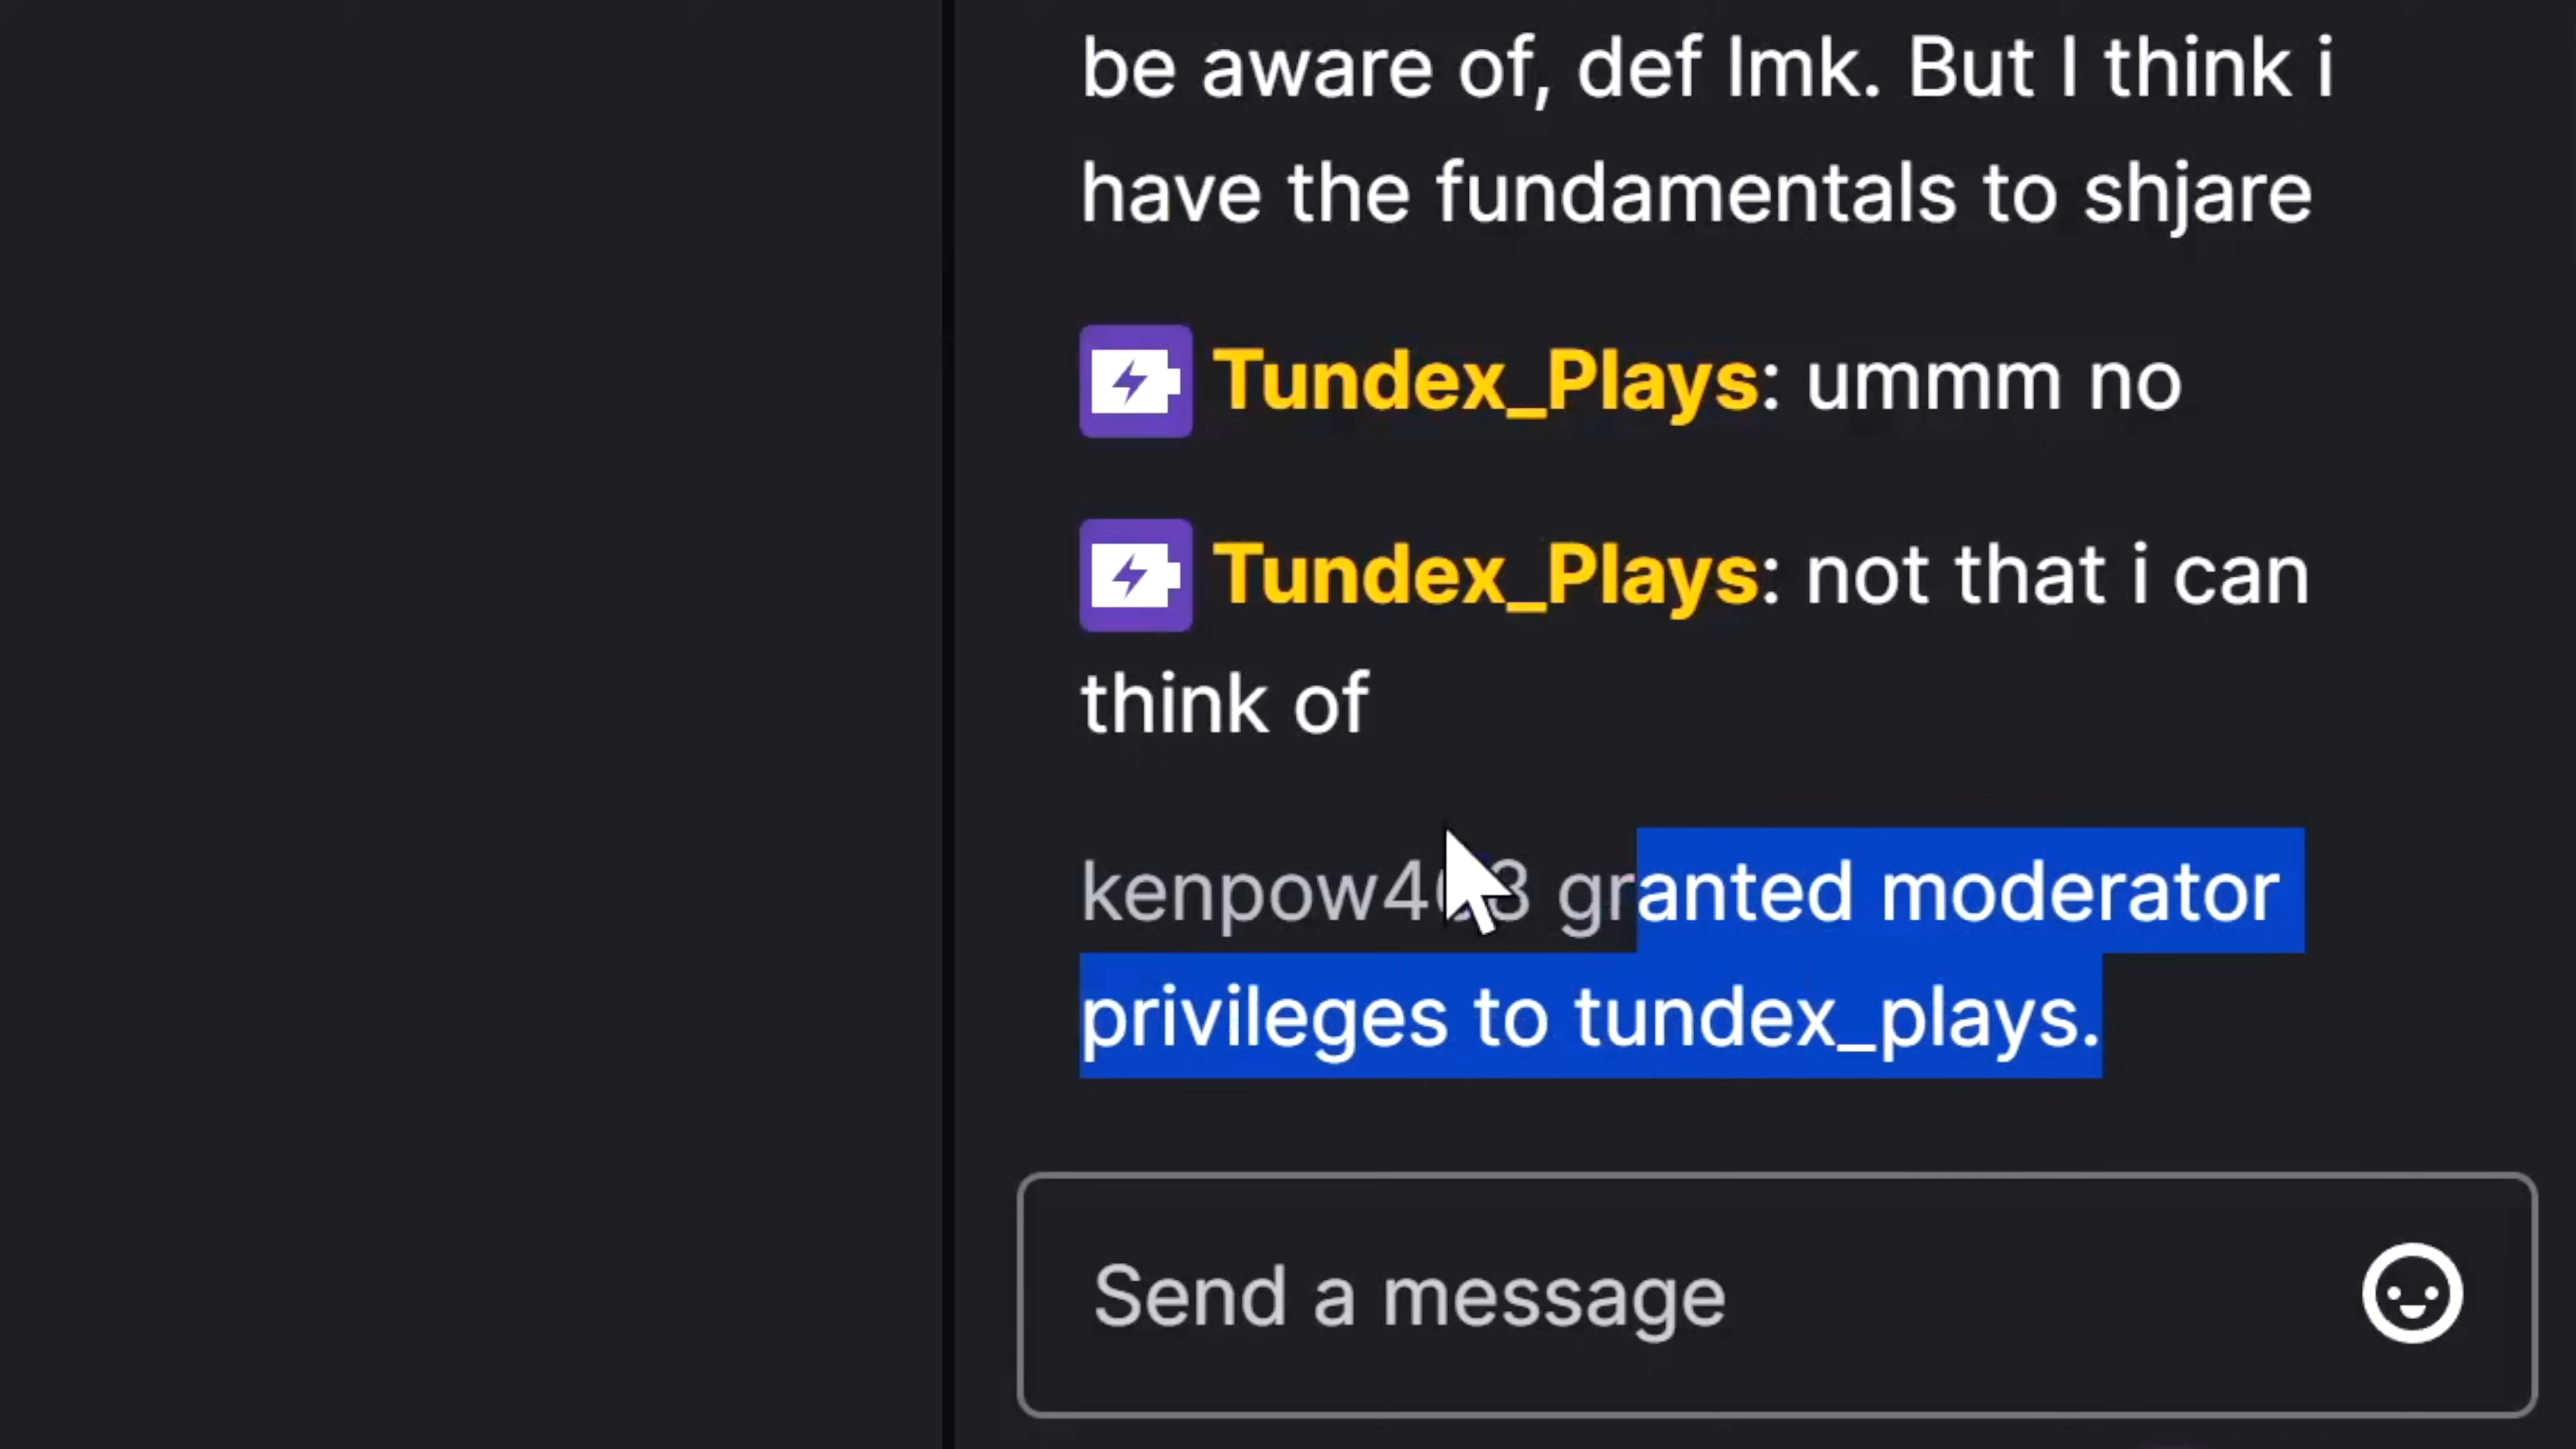 be aware of, def lmk. But I think i
have the fundamentals to shjare
Tundex_Plays: ummm no
Tundex_Plays: not that i can
think of
granted moderator
privileges to tundex_plays.
Send a message